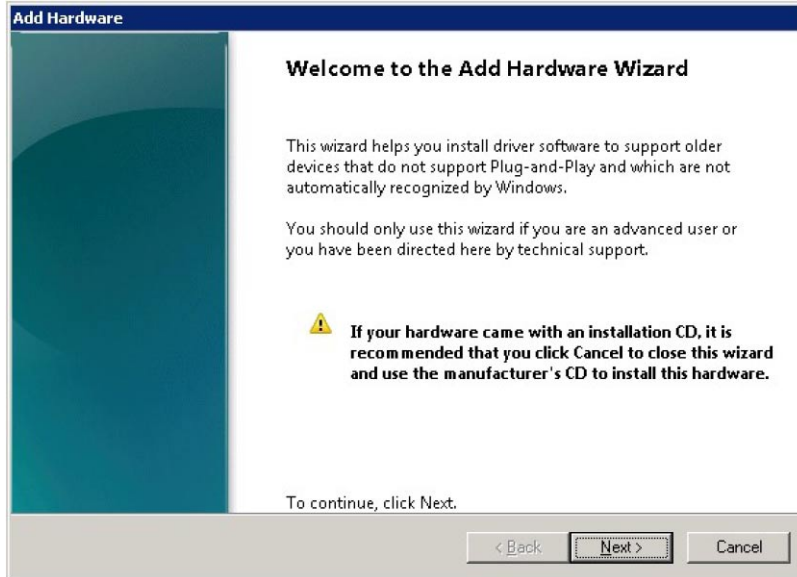 Add Hardware
Welcome to the Add Hardware Wizard
This wizard helps you install driver software to support older
devices that do not support Plug-and-Play and which are not
automatically recognized by Windows.
You should only use this wizard if you are an advanced user or
you have been directed here by technical support.
If your hardware came with an installation CD, it is
recommended that you click Cancel to close this wizard
and use the manufacturer's CD to install this hardware.
To continue, click Next.
< Back Next > Cancel